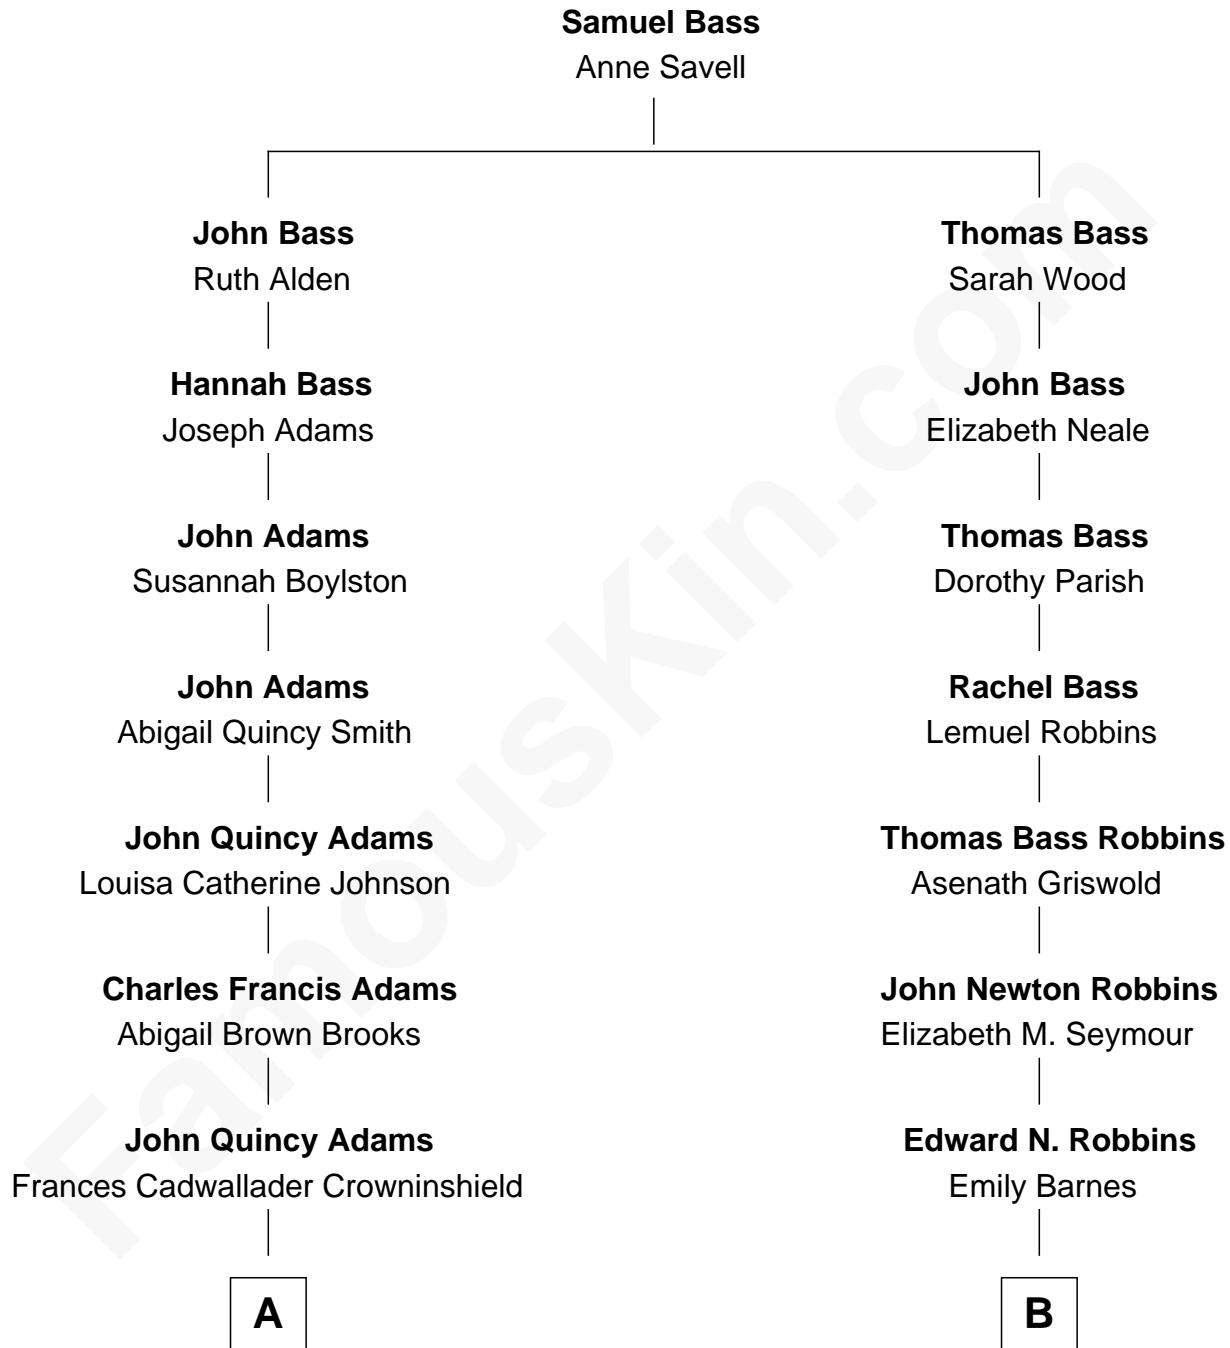 Samuel Bass
Anne Savell
John Bass
Ruth Alden
Thomas Bass
Sarah Wood
Hannah Bass
Joseph Adams
John Bass
Elizabeth Neale
John Adams
Susannah Boylston
Thomas Bass
Dorothy Parish
John Adams
Abigail Quincy Smith
Rachel Bass
Lemuel Robbins
John Quincy Adams
Louisa Catherine Johnson
Thomas Bass Robbins
Asenath Griswold
Charles Francis Adams
Abigail Brown Brooks
John Newton Robbins
Elizabeth M. Seymour
John Quincy Adams
Frances Cadwallader Crowninshield
Edward N. Robbins
Emily Barnes
A
B
FamousKin.com